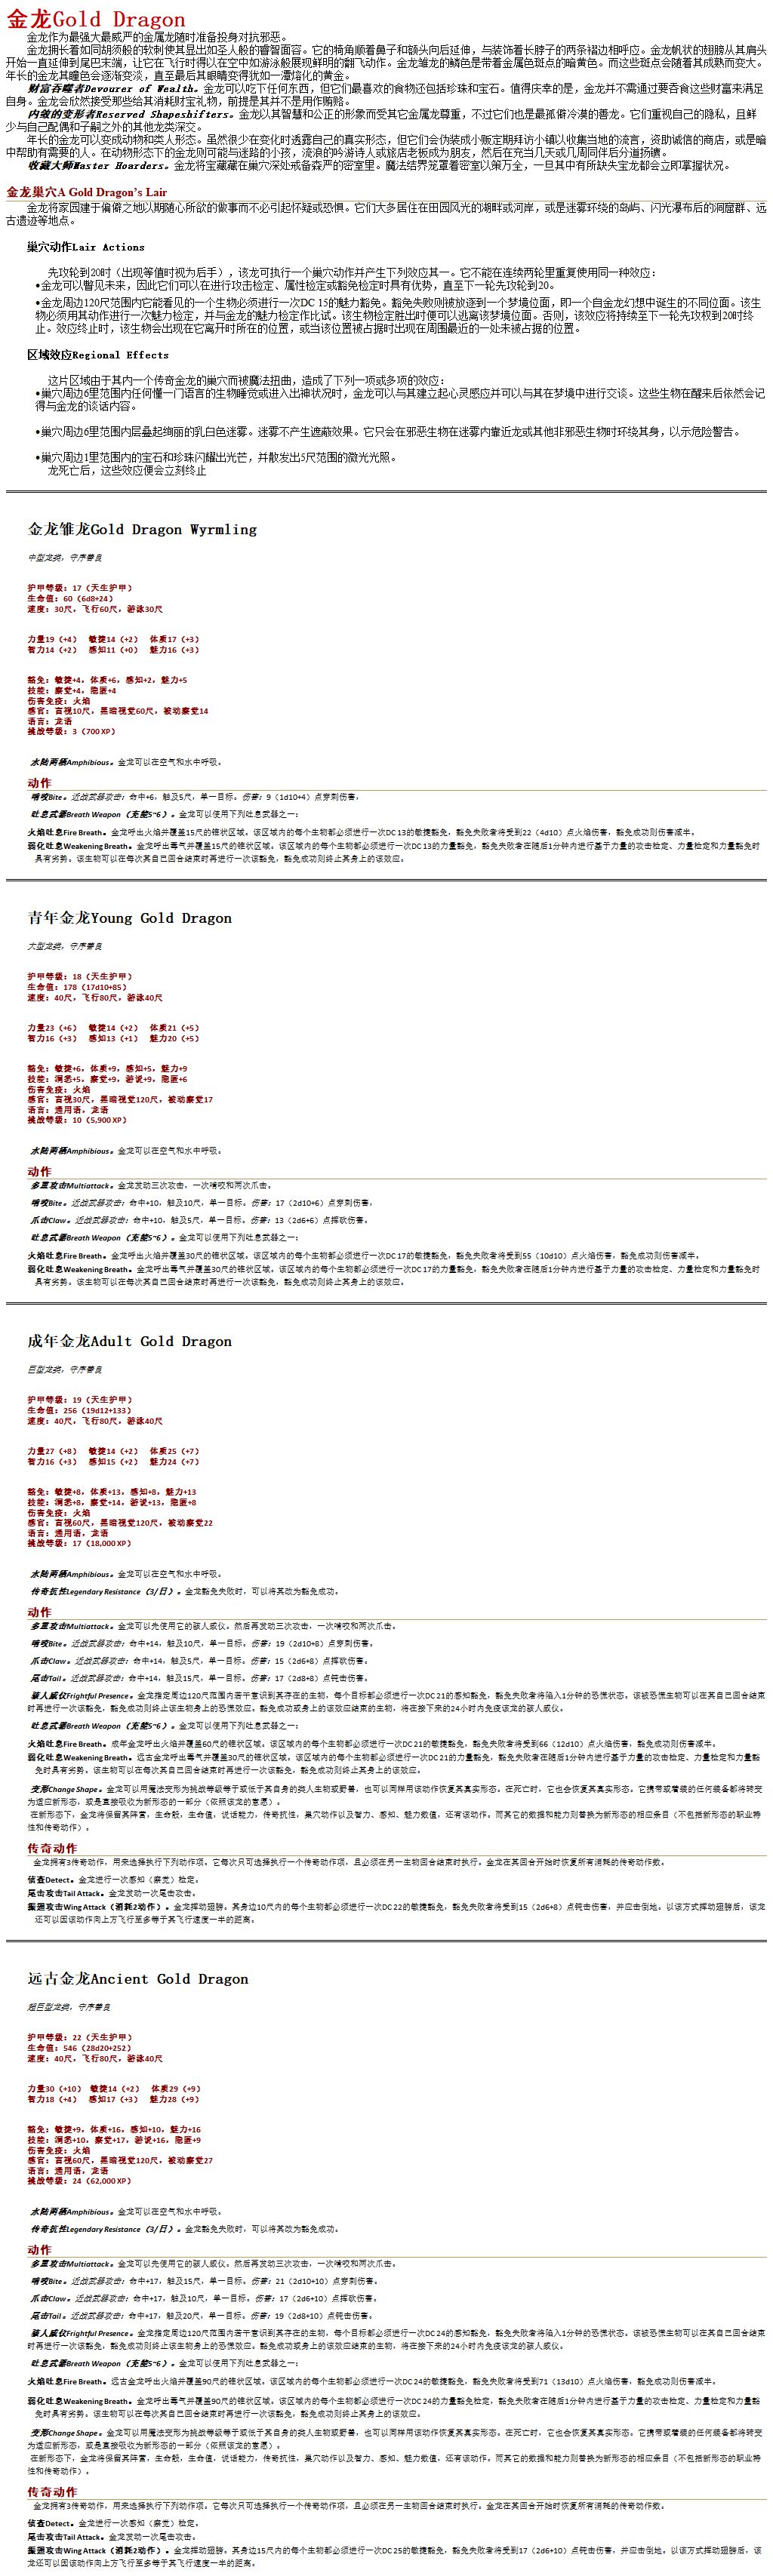 金龙Gold Dragon
金龙作为最强大最威严的金属龙随时准备投身对抗邪恶。
金龙拥长着如同胡须般的软刺使其显出如圣人般的睿智面容。它的犄角顺着鼻子和额头向后延伸，与装饰着长脖子的两条褶边相呼应。金龙帆状的翅膀从其肩头
开始一直延伸到尾巴末端，让它在飞行时得以在空中如游泳般展现鲜明的翻飞动作。金龙雏龙的鳞色是带着金属色斑点的暗黄色。而这些斑点会随着其成熟而变大。
年长的金龙其瞳色会逐渐变淡，直至最后其眼睛变得犹如一潭熔化的黄金。
财富吞噬者Devourer of Wealth。金龙可以吃下任何东西，但它们最喜欢的食物还包括珍珠和宝石。值得庆幸的是，金龙并不需通过要吞食这些财富来满足
自身。金龙会欣然接受那些给其消耗财宝礼物，前提是其并不是用作贿赂。
内敛的变形者Reserved Shapeshifters。金龙以其智慧和公正的形象而受其它金属龙尊重，不过它们也是最孤僻冷漠的善龙。它们重视自己的隐私，且鲜
少与自己配偶和子嗣之外的其他龙类深交。
年长的金龙可以变成动物和类人形态。虽然很少在变化时透露自己的真实形态，但它们会伪装成小贩定期拜访小镇以收集当地的流言，资助诚信的商店，或是暗
中帮助有需要的人。在动物形态下的金龙则可能与迷路的小孩，流浪的吟游诗人或旅店老板成为朋友，然后在充当几天或几周同伴后分道扬镳。
收藏大师Master Hoarders。金龙将宝藏藏在巢穴深处戒备森严的密室里。魔法结界笼罩着密室以策万全，一旦其中有所缺失宝龙都会立即掌握状况。
金龙巢穴A Gold Dragon's Lair
金龙将家园建于偏僻之地以期随心所欲的做事而不必引起怀疑或恐惧。它们大多居住在田园风光的湖畔或河岸，或是迷雾环绕的岛屿、闪光瀑布后的洞窟群、远
古遗迹等地点。
巢穴动作Lair Actions
先攻轮到20时（出现等值时视为后手），该龙可执行一个巢穴动作并产生下列效应其一。它不能在连续两轮里重复使用同一种效应：
•金龙可以瞥见未来，因此它们可以在进行攻击检定、属性检定或豁免检定时具有优势，直至下一轮先攻轮到20。
•金龙周边120尺范围内它能看见的一个生物必须进行一次DC 15的魅力豁免。豁免失败则被放逐到一个梦境位面，即一个自金龙幻想中诞生的不同位面。该生
物必须用其动作进行一次魅力检定，并与金龙的魅力检定作比试。该生物检定胜出时便可以逃离该梦境位面。否则，该效应将持续至下一轮先攻权到20时终
止。效应终止时，该生物会出现在它离开时所在的位置，或当该位置被占据时出现在周围最近的一处未被占据的位置。
区域效应Regional Effects
这片区域由于其内一个传奇金龙的巢穴而被魔法扭曲，造成了下列一项或多项的效应：
•巢穴周边6里范围内任何懂一门语言的生物睡觉或进入出神状况时，金龙可以与其建立起心灵感应并可以与其在梦境中进行交谈。这些生物在醒来后依然会记
得与金龙的谈话内容。
•巢穴周边6里范围内层叠起绚丽的乳白色迷雾。迷雾不产生遮蔽效果。它只会在邪恶生物在迷雾内靠近龙或其他非邪恶生物时环绕其身，以示危险警告。
•巢穴周边1里范围内的宝石和珍珠闪耀出光芒，并散发出5尺范围的微光光照。
龙死亡后，这些效应便会立刻终止
金龙雏龙Gold Dragon Wyrmling
中型龙类，守序善良
护甲等级：17（天生护甲）
生命值：60（6d8+24）
速度：30尺，飞行60尺，游泳30尺
力量19（+4） 敏捷14（+2） 体质17（+3）
智力14（+2） 感知11（+0） 魅力16（+3）
豁免：敏捷+4，体质+6，感知+2，魅力+5
技能：察觉+4，隐匿+4
伤害免疫：火焰
感官：盲视10尺，黑暗视觉60尺，被动察觉14
语言：龙语
挑战等级：3（700 XP）
水陆两栖Amphibious。金龙可以在空气和水中呼吸。
动作
啃咬Bite。近战武器攻击：命中+6，触及5尺，单一目标。伤害：9（1d10+4）点穿刺伤害，
吐息武器Breath Weapon（充能5~6）。金龙可以使用下列吐息武器之一：
火焰吐息Fire Breath。金龙呼出火焰并覆盖15尺的锥状区域。该区域内的每个生物都必须进行一次DC 13的敏捷豁免，豁免失败者将受到22（4d10）点火焰伤害，豁免成功则伤害减半。
弱化吐息Weakening Breath。金龙呼出毒气并覆盖15尺的锥状区域。该区域内的每个生物都必须进行一次DC 13的力量豁免，豁免失败者在随后1分钟内进行基于力量的攻击检定、力量检定和力量豁免时
具有劣势。该生物可以在每次其自己回合结束时再进行一次该豁免，豁免成功则终止其身上的该效应。
青年金龙Young Gold Dragon
大型龙类，守序善良
护甲等级：18（天生护甲）
生命值：178（17d10+85）
速度：40尺，飞行80尺，游泳40尺
力量23（+6） 敏捷14（+2） 体质21（+5）
智力16（+3） 感知13（+1） 魅力20（+5）
豁免：敏捷+6，体质+9，感知+5，魅力+9
技能：洞悉+5，察觉+9，游说+9，隐匿+6
伤害免疫：火焰
感官：盲视30尺，黑暗视觉120尺，被动察觉17
语言：通用语，龙语
挑战等级：10（5,900 XP）
水陆两栖Amphibious。金龙可以在空气和水中呼吸。
动作
多重攻击Multiattack。金龙发动三次攻击，一次啃咬和两次爪击。
啃咬Bite。近战武器攻击：命中+10，触及10尺，单一目标。伤害：17（2d10+6）点穿刺伤害，
爪击Claw。近战武器攻击：命中+10，触及5尺，单一目标。伤害：13（2d6+6）点挥砍伤害。
吐息武器Breath Weapon（充能5~6）。金龙可以使用下列吐息武器之一：
火焰吐息Fire Breath。金龙呼出火焰并覆盖30尺的锥状区域。该区域内的每个生物都必须进行一次DC 17的敏捷豁免，豁免失败者将受到55（10d10）点火焰伤害，豁免成功则伤害减半。
弱化吐息Weakening Breath。金龙呼出毒气并覆盖30尺的锥状区域。该区域内的每个生物都必须进行一次DC 17的力量豁免，豁免失败者在随后1分钟内进行基于力量的攻击检定、力量检定和力量豁免时
具有劣势。该生物可以在每次其自己回合结束时再进行一次该豁免，豁免成功则终止其身上的该效应。
成年金龙Adult Gold Dragon
巨型龙类，守序善良
护甲等级：19（天生护甲）
生命值：256（19d12+133）
速度：40尺，飞行80尺，游泳40尺
力量27（+8） 敏捷14（+2） 体质25（+7）
智力16（+3） 感知15（+2） 魅力24（+7）
豁免：敏捷+8，体质+13，感知+8，魅力+13
技能：洞悉+8，察觉+14，游说+13，隐匿+8
伤害免疫：火焰
感官：盲视60尺，黑暗视觉120尺，被动察觉22
语言：通用语，龙语
挑战等级：17（18,000 XP）
水陆两栖Amphibious。金龙可以在空气和水中呼吸。
传奇抗性Legendary Resistance（3/日）。金龙豁免失败时，可以将其改为豁免成功。
动作
多重攻击Multiattack。金龙可以先使用它的骇人威仪。然后再发动三次攻击，一次啃咬和两次爪击。
啃咬Bite。近战武器攻击：命中+14，触及10尺，单一目标。伤害：19（2d10+8）点穿刺伤害。
爪击Claw。近战武器攻击：命中+14，触及5尺，单一目标。伤害：15（2d6+8）点挥砍伤害。
尾击Tail。近战武器攻击：命中+14，触及15尺，单一目标。伤害：17（2d8+8）点钝击伤害。
骇人威仪Frightful Presence。金龙指定周边120尺范围内若干意识到其存在的生物，每个目标都必须进行一次DC 21的感知豁免，豁免失败者将陷入1分钟的恐慌状态。该被恐慌生物可以在其自己回合结束
时再进行一次该豁免，豁免成功则终止该生物身上的恐慌效应。豁免成功或身上的该效应结束的生物，将在接下来的24小时内免疫该龙的骇人威仪。
吐息武器Breath Weapon（充能5~6）。金龙可以使用下列吐息武器之一：
火焰吐息Fire Breath。成年金龙呼出火焰并覆盖60尺的锥状区域。该区域内的每个生物都必须进行一次DC 21的敏捷豁免，豁免失败者将受到66（12d10）点火焰伤害，豁免成功则伤害减半。
弱化吐息Weakening Breath。远古金龙呼出毒气并覆盖30尺的锥状区域。该区域内的每个生物都必须进行一次DC 21的力量豁免，豁免失败者在随后1分钟内进行基于力量的攻击检定、力量检定和力量豁
免时具有劣势。该生物可以在每次其自己回合结束时再进行一次该豁免，豁免成功则终止其身上的该效应。
变形Change Shape。金龙可以用魔法变形为挑战等级等于或低于其自身的类人生物或野兽，也可以同样用该动作恢复其真实形态。在死亡时，它也会恢复其真实形态。它携带或着装的任何装备都将转变
为适应新形态，或是直接吸收为新形态的一部分（依照该龙的意愿）。
在新形态下，金龙将保留其阵营，生命骰，生命值，说话能力，传奇抗性，巢穴动作以及智力、感知、魅力数值，还有该动作。而其它的数据和能力则替换为新形态的相应条目（不包括新形态的职业特
性和传奇动作）。
传奇动作
金龙拥有3传奇动作，用来选择执行下列动作项。它每次只可选择执行一个传奇动作项，且必须在另一生物回合结束时执行。金龙在其回合开始时恢复所有消耗的传奇动作数。
侦查Detect。金龙进行一次感知（察觉）检定。
尾击攻击Tail Attack。金龙发动一次尾击攻击。
振翅攻击Wing Attack（消耗2动作）。金龙挥动翅膀。其身边10尺内的每个生物都必须进行一次DC 22的敏捷豁免，豁免失败者将受到15（2d6+8）点钝击伤害，并应击倒地。以该方式挥动翅膀后，该龙
还可以因该动作向上方飞行至多等于其飞行速度一半的距离。
远古金龙Ancient Gold Dragon
超巨型龙类，守序善良
护甲等级：22（天生护甲）
生命值：546（28d20+252）
速度：40尺，飞行80尺，游泳40尺
力量30（+10） 敏捷14（+2） 体质29（+9）
智力18（+4） 感知17（+3） 魅力28（+9）
豁免：敏捷+9，体质+16，感知+10，魅力+16
技能：洞悉+10，察觉+17，游说+16，隐匿+9
伤害免疫：火焰
感官：盲视60尺，黑暗视觉120尺，被动察觉27
语言：通用语，龙语
挑战等级：24（62,000 XP）
水陆两栖Amphibious。金龙可以在空气和水中呼吸。
传奇抗性Legendary Resistance（3/日）。金龙豁免失败时，可以将其改为豁免成功。
动作
多重攻击Multiattack。金龙可以先使用它的骇人威仪。然后再发动三次攻击，一次啃咬和两次爪击。
啃咬Bite。近战武器攻击：命中+17，触及15尺，单一目标。伤害：21（2d10+10）点穿刺伤害。
爪击Claw。近战武器攻击：命中+17，触及10尺，单一目标。伤害：17（2d6+10）点挥砍伤害。
尾击Tail。近战武器攻击：命中+17，触及20尺，单一目标。伤害：19（2d8+10）点钝击伤害。
骇人威仪Frightful Presence。金龙指定周边120尺范围内若干意识到其存在的生物，每个目标都必须进行一次DC 24的感知豁免，豁免失败者将陷入1分钟的恐慌状态。该被恐慌生物可以在其自己回合结束
时再进行一次该豁免，豁免成功则终止该生物身上的恐慌效应。豁免成功或身上的该效应结束的生物，将在接下来的24小时内免疫该龙的骇人威仪。
吐息武器Breath Weapon（充能5~6）。金龙可以使用下列吐息武器之一：
火焰吐息Fire Breath。远古金龙呼出火焰并覆盖90尺的锥状区域。该区域内的每个生物都必须进行一次DC 24的敏捷豁免，豁免失败者将受到71（13d10）点火焰伤害，豁免成功则伤害减半。
弱化吐息Weakening Breath。金龙呼出毒气并覆盖90尺的锥状区域。该区域内的每个生物都必须进行一次DC 24的力量豁免检定，豁免失败者在随后1分钟内进行基于力量的攻击检定、力量检定和力量豁
免时具有劣势。该生物可以在每次其自己回合结束时再进行一次该豁免，豁免成功则终止其身上的该效应。
变形Change Shape。金龙可以用魔法变形为挑战等级等于或低于其自身的类人生物或野兽，也可以同样用该动作恢复其真实形态。在死亡时，它也会恢复其真实形态。它携带或着装的任何装备都将转变
为适应新形态，或是直接吸收为新形态的一部分（依照该龙的意愿）。
在新形态下，金龙将保留其阵营，生命骰，生命值，说话能力，传奇抗性，巢穴动作以及智力、感知、魅力数值，还有该动作。而其它的数据和能力则替换为新形态的相应条目（不包括新形态的职业特
性和传奇动作）。
传奇动作
金龙拥有3传奇动作，用来选择执行下列动作项。它每次只可选择执行一个传奇动作项，且必须在另一生物回合结束时执行。金龙在其回合开始时恢复所有消耗的传奇动作数。
侦查Detect。金龙进行一次感知（察觉）检定。
尾击攻击Tail Attack。金龙发动一次尾击攻击。
振翅攻击Wing Attack（消耗2动作）。金龙挥动翅膀。其身边15尺内的每个生物都必须进行一次DC 25的敏捷豁免，豁免失败者将受到17（2d6+10）点钝击伤害，并应击倒地。以该方式挥动翅膀后，该
龙还可以因该动作向上方飞行至多等于其飞行速度一半的距离。